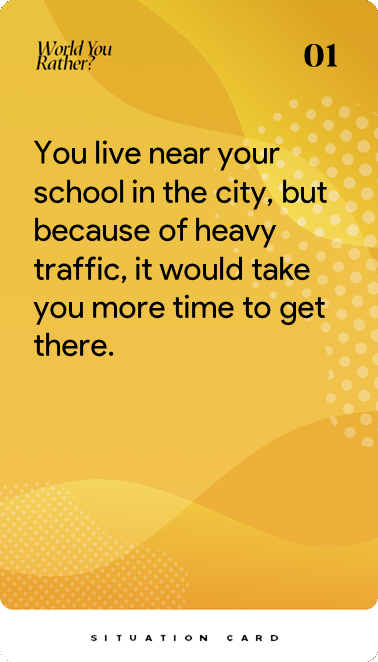 World You
Rather?
01
You live near your
school in the city, but
because of heavy
traffic, it would take
you more time to get
there.
SITUATION CARD